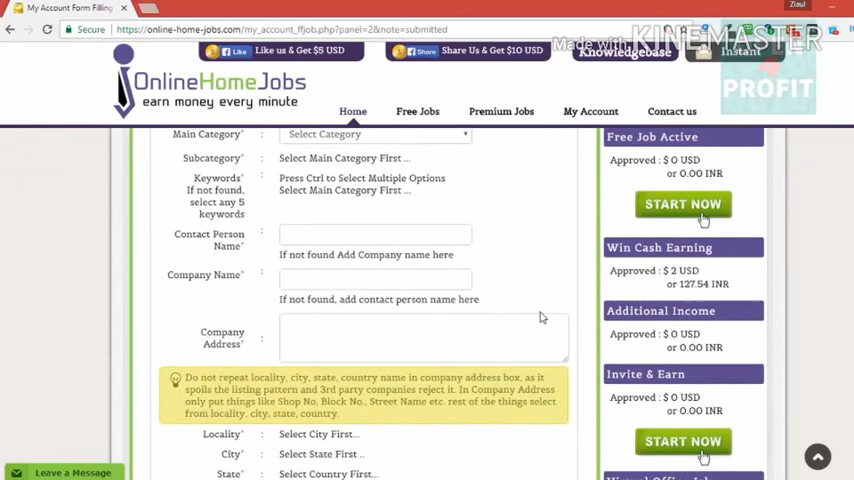 My Account Form Filling
Ziaul
https://online-home-jobs.com/my_account_ffjob.php?panel=2&note=submitted
Like
Like us & Get $5 USD
Share
Share Us & Get $10 USD
Knowledgebase
Instant
Made with KINEMASTER
4
PROFIT
OnlineHomeJobs
earn money every minute
Home
Free Jobs
Premium Jobs
My Account
Contact us
Main Category* : Select Category
Subcategory* : Select Main Category First ...
Keywords* : Press Ctrl to Select Multiple Options
If not found, Select Main Category First ...
select any 5
keywords
Contact Person :
Name*
If not found Add Company name here
Company Name* :
If not found, add contact person name here
Company :
Address*
Do not repeat locality, city, state, country name in company address box, as it
spoils the listing pattern and 3rd party companies reject it. In Company Address
only put things like Shop No, Block No., Street Name etc. rest of the things select
from locality, city, state, country.
Locality* : Select City First...
City* : Select State First ..
State* : Select Country First...
Free Job Active
Approved : $ 0 USD
or 0.00 INR
START NOW
Win Cash Earning
Approved : $ 2 USD
or 127.54 INR
Additional Income
Approved : $ 0 USD
or 0.00 INR
Invite & Earn
Approved : $ 0 USD
or 0.00 INR
START NOW
Leave a Message